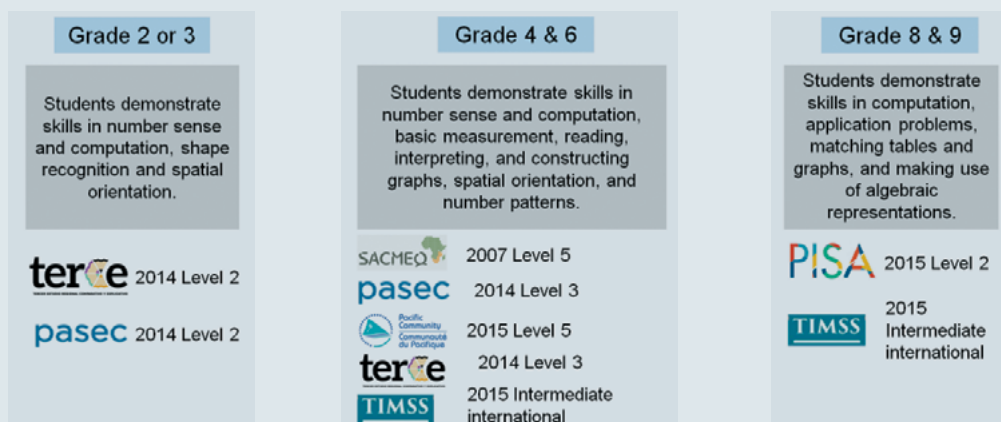 Grade 2 or 3
Students demonstrate
skills in number sense
and computation, shape
recognition and spatial
orientation.
terce 2014 Level 2
pasec 2014 Level 2
Grade 4 & 6
Students demonstrate skills in
number sense and computation,
basic measurement, reading,
interpreting, and constructing
graphs, spatial orientation, and
number patterns.
SACMEQ 2007 Level 5
pasec 2014 Level 3
Pacific
Community
Communauté
du Pacifique
2015 Level 5
terce 2014 Level 3
TIMSS
2015 Intermediate
international
Grade 8 & 9
Students demonstrate
skills in computation,
application problems,
matching tables and
graphs, and making use
of algebraic
representations.
PISA 2015 Level 2
TIMSS
2015
Intermediate
international